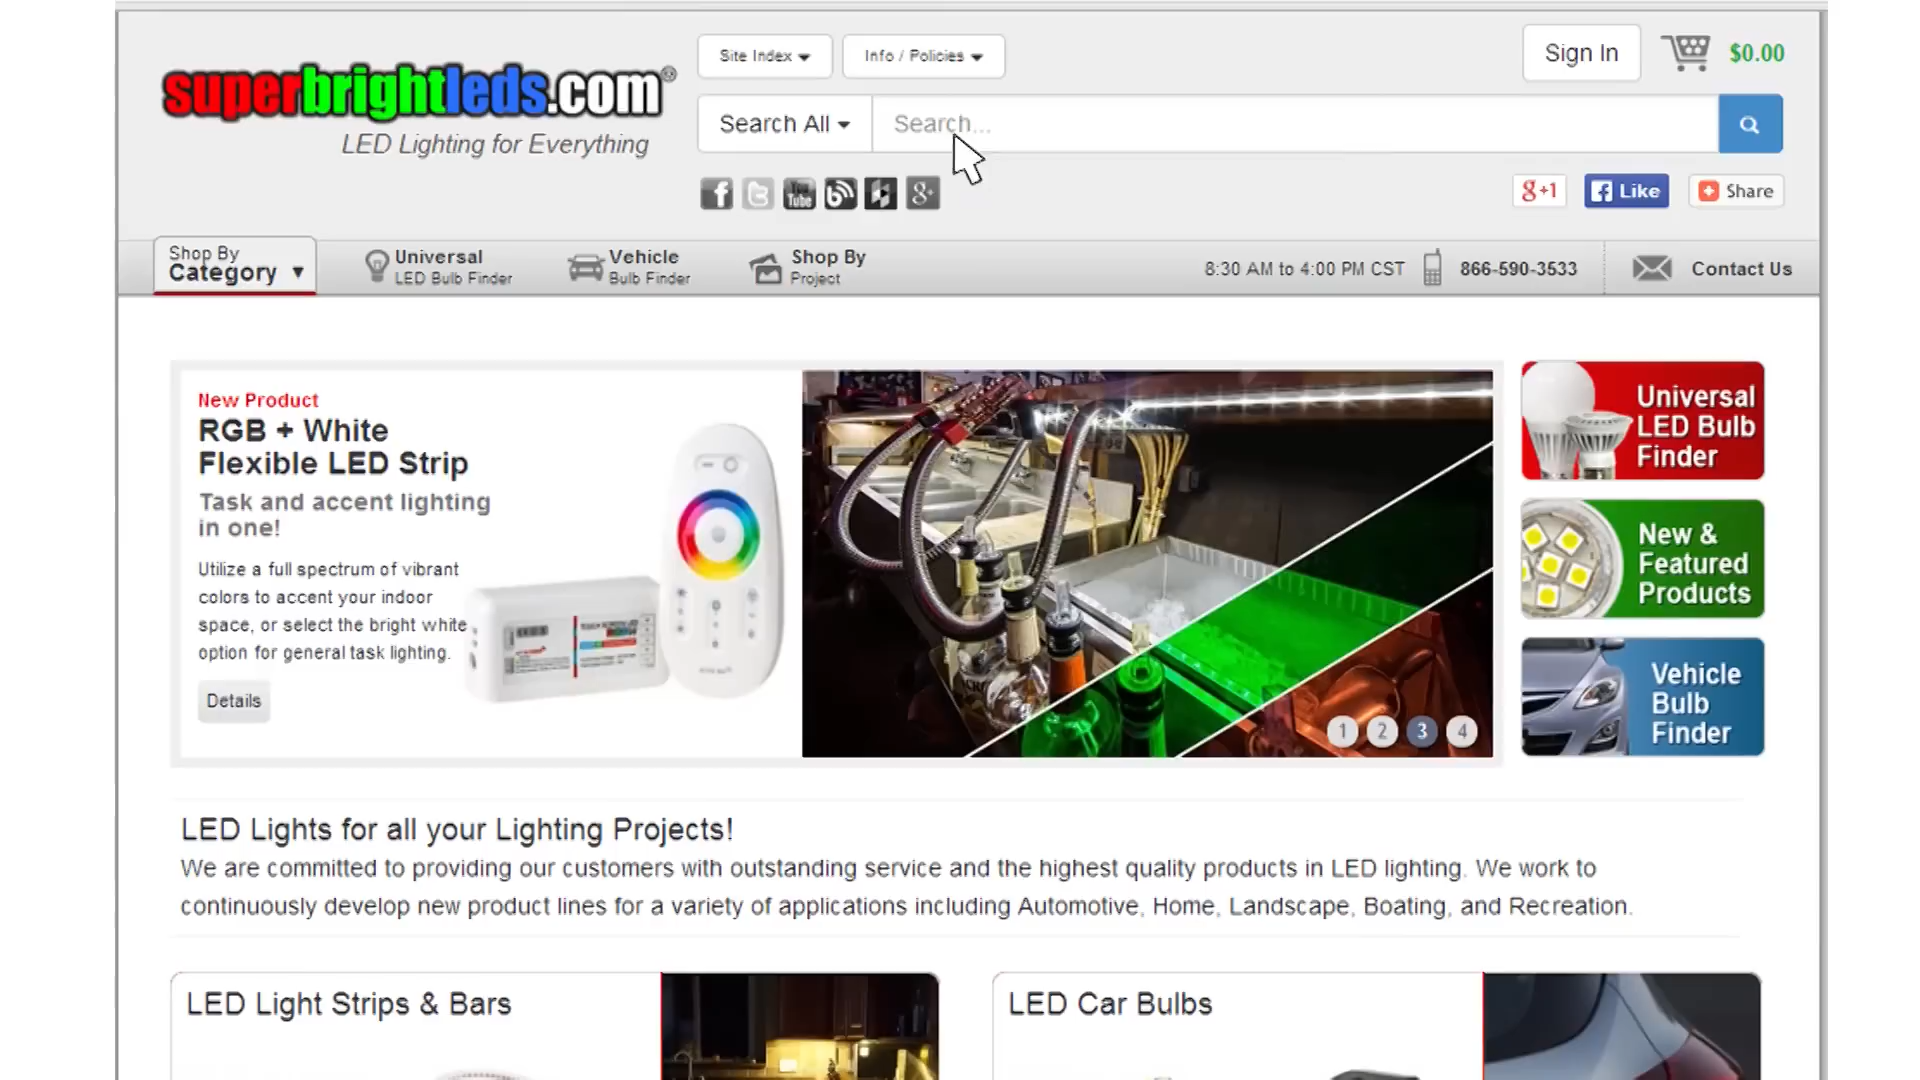 superbrightleds.com®
LED Lighting for Everything
Site Index
Info / Policies
Sign In
$0.00
Search All
Search...
g+1
Like
Share
Shop By
Category
Universal
LED Bulb Finder
Vehicle
Bulb Finder
Shop By
Project
8:30 AM to 4:00 PM CST
866-590-3533
Contact Us
New Product
RGB + White
Flexible LED Strip
Task and accent lighting
in one!
Utilize a full spectrum of vibrant
colors to accent your indoor
space, or select the bright white
option for general task lighting.
Details
1 2 3 4
Universal
LED Bulb
Finder
New &
Featured
Products
Vehicle
Bulb
Finder
LED Lights for all your Lighting Projects!
We are committed to providing our customers with outstanding service and the highest quality products in LED lighting. We work to
continuously develop new product lines for a variety of applications including Automotive, Home, Landscape, Boating, and Recreation.
LED Light Strips & Bars
LED Car Bulbs